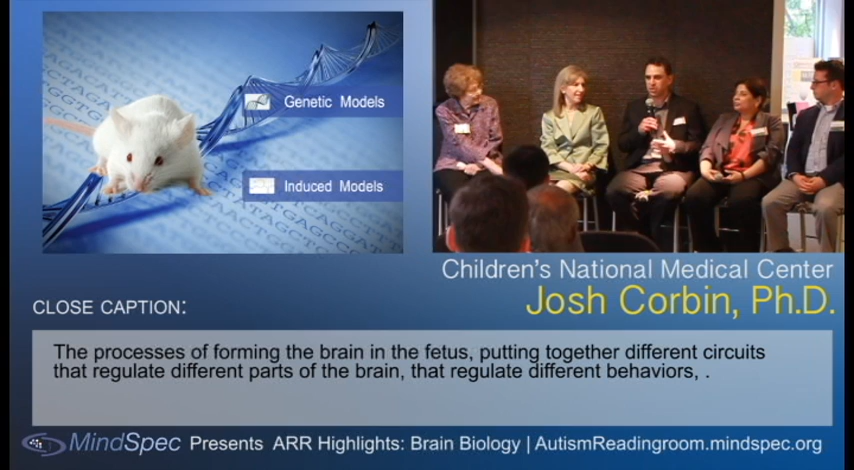 Genetic Models
Induced Models
Children's National Medical Center
Josh Corbin, Ph.D.
CLOSE CAPTION:
The processes of forming the brain in the fetus, putting together different circuits
that regulate different parts of the brain, that regulate different behaviors, .
MindSpec Presents ARR Highlights: Brain Biology | AutismReadingroom.mindspec.org